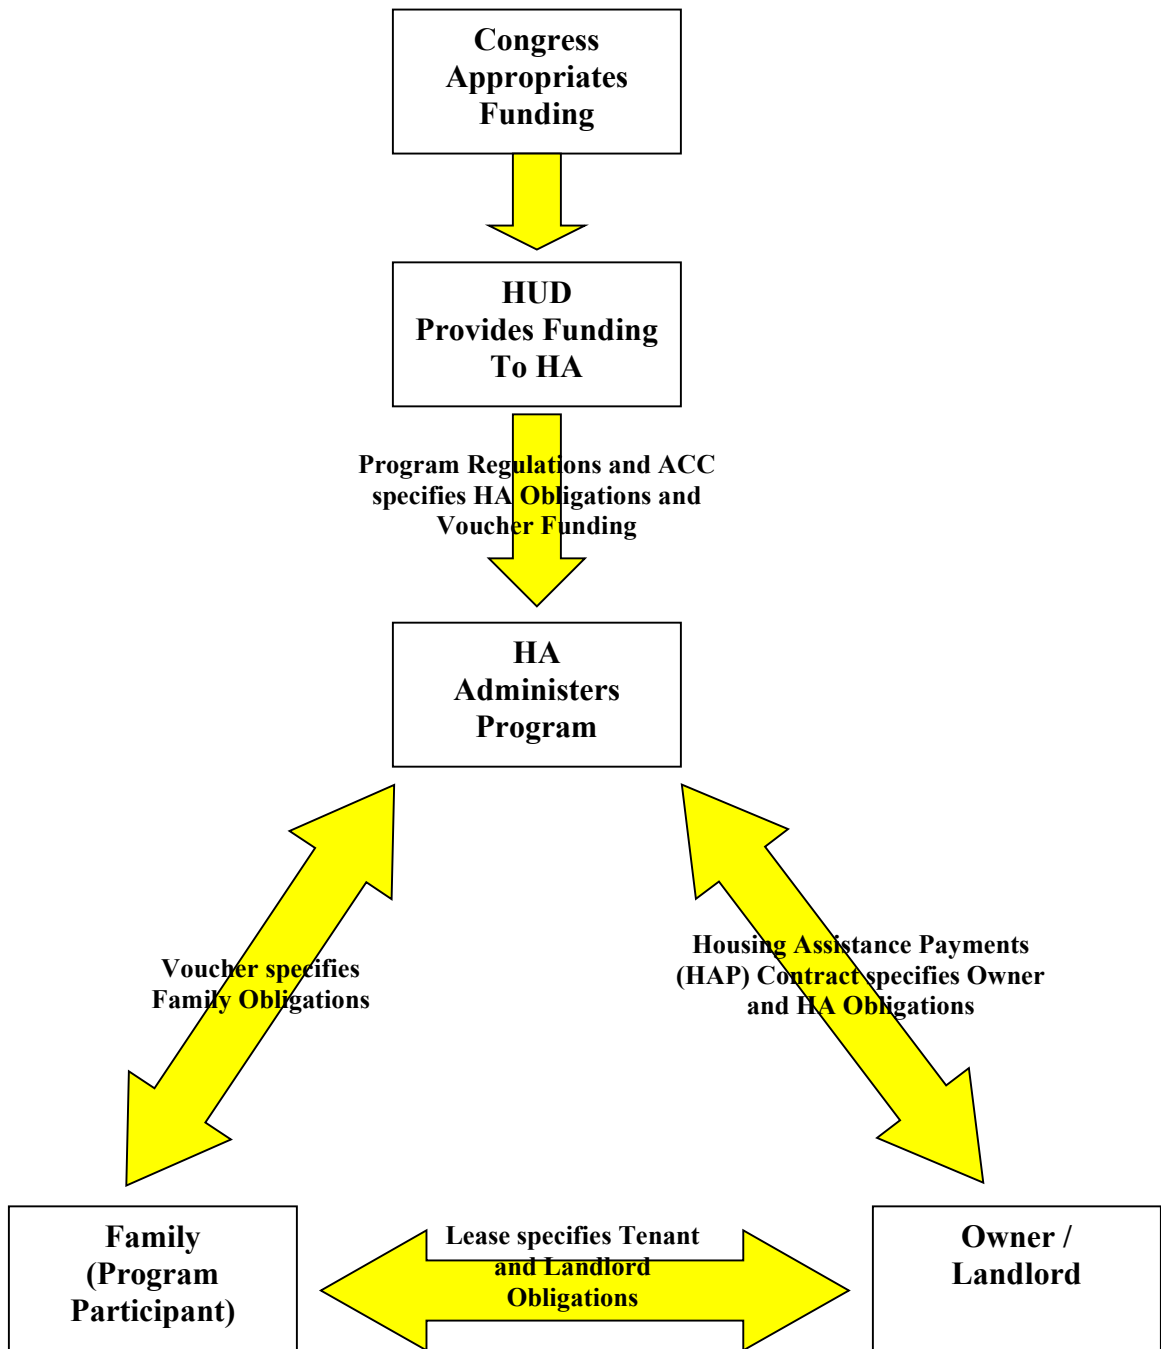 Congress
Appropriates
Funding
HUD
Provides Funding
To HA
Program Regulations and ACC
specifies HA Obligations and
Voucher Funding
HA
Administers
Program
Voucher specifies
Family Obligations
Housing Assistance Payments
(HAP) Contract specifies Owner
and HA Obligations
Family
(Program
Participant)
Lease specifies Tenant
and Landlord
Obligations
Owner /
Landlord